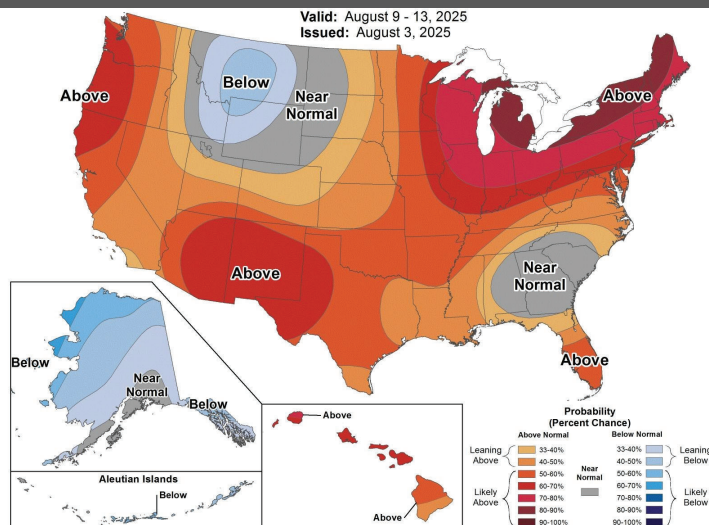 Valid: August 9 - 13, 2025
Issued: August 3, 2025
Above
Below
Near
Normal
Above
Above
Near
Normal
Above
Below
Near
Normal
Below
Aleutian Islands
Below
Above
Above
Probability
(Percent Chance)
Above Normal
Below Normal
Leaning
Above
33-40%
40-50%
33-40%
40-50%
Leaning
Below
Likely
Above
50-60%
60-70%
70-80%
80-90%
90-100%
Near
Normal
50-60%
60-70%
70-80%
80-90%
90-100%
Likely
Below